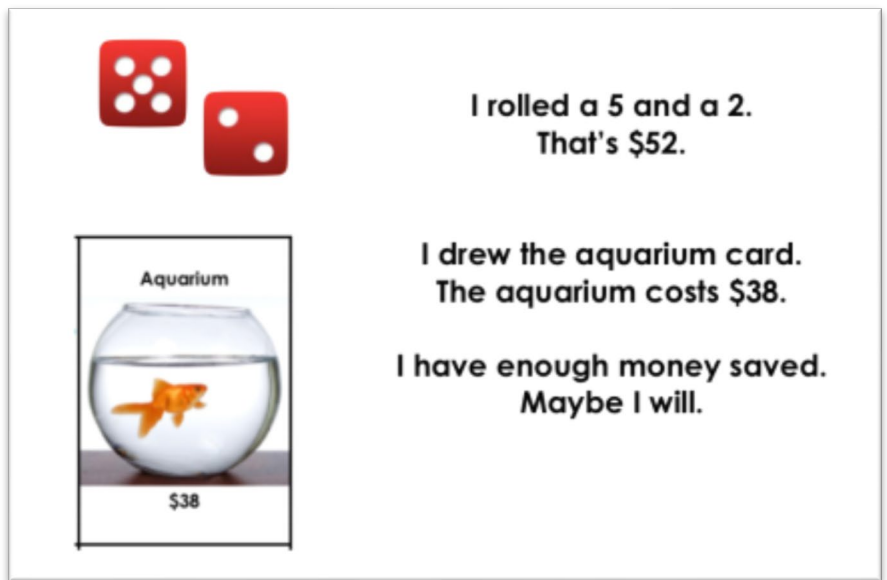 I rolled a 5 and a 2.
That's $52.
Aquarium
$38
I drew the aquarium card.
The aquarium costs $38.
I have enough money saved.
Maybe I will.